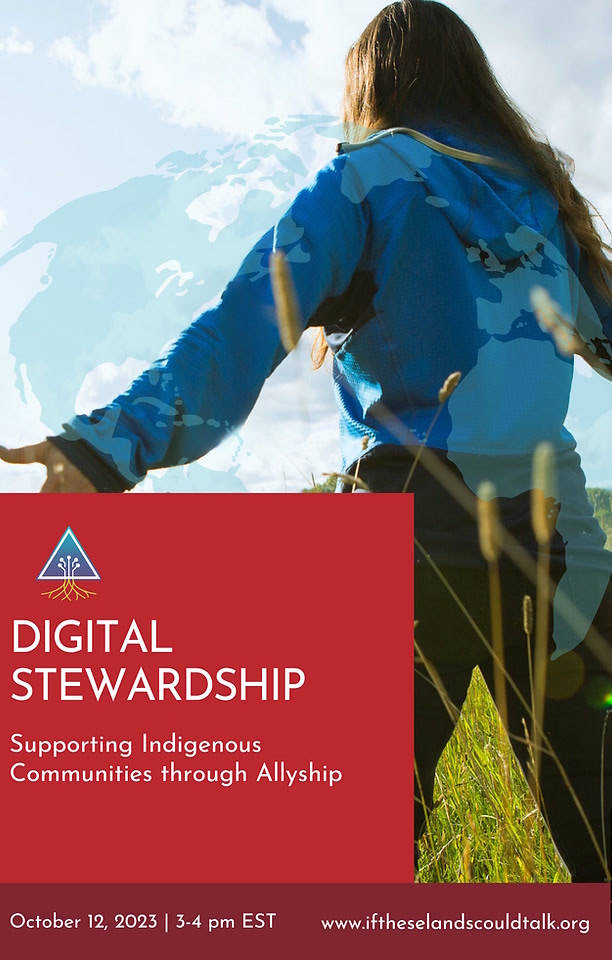 DIGITAL
STEWARDSHIP
Supporting Indigenous
Communities through Allyship
October 12, 2023 | 3-4 pm EST
www.iftheselandscouldtalk.org